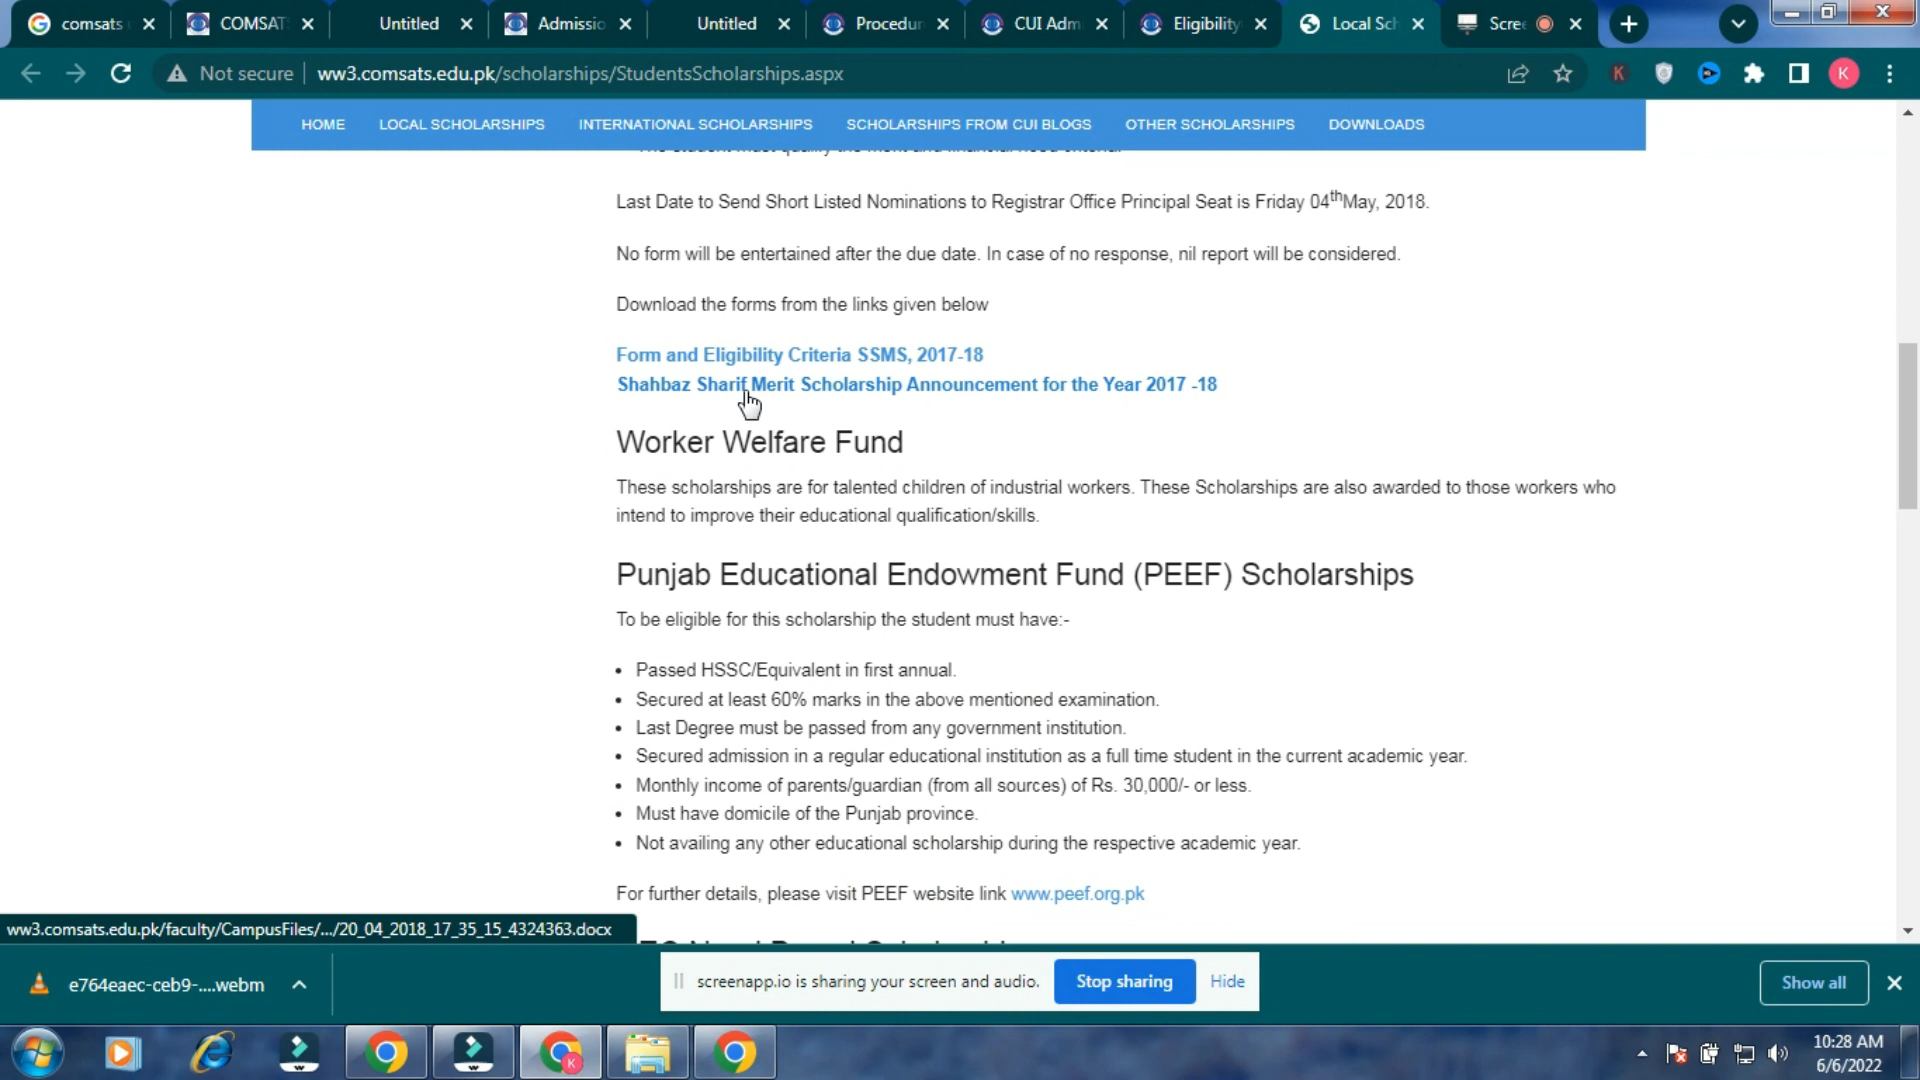 comsats
COMSAT
Untitled
Admissio
Untitled
Procedur
CUI Adm
Eligibility
Local Sch
Scree
Not secure
ww3.comsats.edu.pk/scholarships/StudentsScholarships.aspx
K
K
HOME
LOCAL SCHOLARSHIPS
INTERNATIONAL SCHOLARSHIPS
SCHOLARSHIPS FROM CUI BLOGS
OTHER SCHOLARSHIPS
DOWNLOADS
The student must qualify the merit and financial need criteria.
Last Date to Send Short Listed Nominations to Registrar Office Principal Seat is Friday 04thMay, 2018.
No form will be entertained after the due date. In case of no response, nil report will be considered.
Download the forms from the links given below
Form and Eligibility Criteria SSMS, 2017-18
Shahbaz Sharif Merit Scholarship Announcement for the Year 2017 -18
Worker Welfare Fund
These scholarships are for talented children of industrial workers. These Scholarships are also awarded to those workers who
intend to improve their educational qualification/skills.
Punjab Educational Endowment Fund (PEEF) Scholarships
To be eligible for this scholarship the student must have:-
• Passed HSSC/Equivalent in first annual.
• Secured at least 60% marks in the above mentioned examination.
• Last Degree must be passed from any government institution.
• Secured admission in a regular educational institution as a full time student in the current academic year.
• Monthly income of parents/guardian (from all sources) of Rs. 30,000/- or less.
• Must have domicile of the Punjab province.
• Not availing any other educational scholarship during the respective academic year.
For further details, please visit PEEF website link www.peef.org.pk
ww3.comsats.edu.pk/faculty/CampusFiles/.../20_04_2018_17_35_15_4324363.docx
e764eaec-ceb9-....webm
screenapp.io is sharing your screen and audio.
Stop sharing
Hide
Show all
K
10:28 AM
6/6/2022